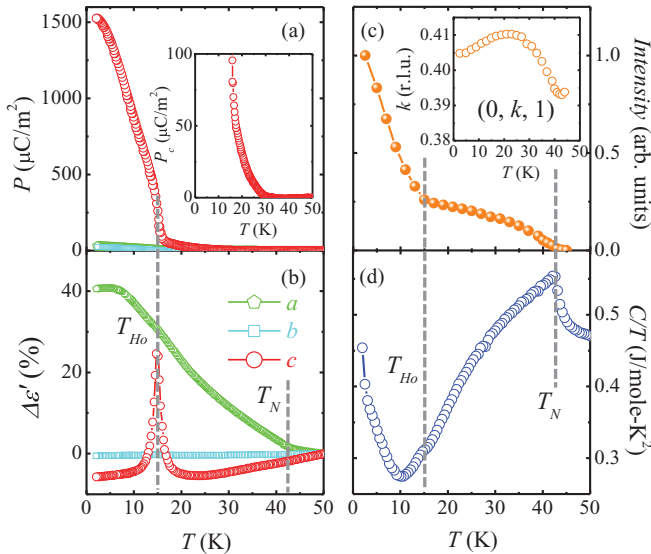 (a)
P (μC/m²)
1500
1000
500
0
P_c (μC/m²)
100
50
0
0 10 20 30 40 50
T (K)
(c)
k (r.l.u.)
0.41
0.40
0.39
0.38
(0, k, 1)
0 10 20 30 40 50
T (K)
1.0
0.5
0.0
Intensity (arb. units)
(b)
Δε′ (%)
40
20
0
a
b
c
T_Ho
T_N
0 10 20 30 40 50
T (K)
(d)
T_Ho
T_N
0.5
0.4
0.3
C/T (J/mole-K²)
0 10 20 30 40 50
T (K)